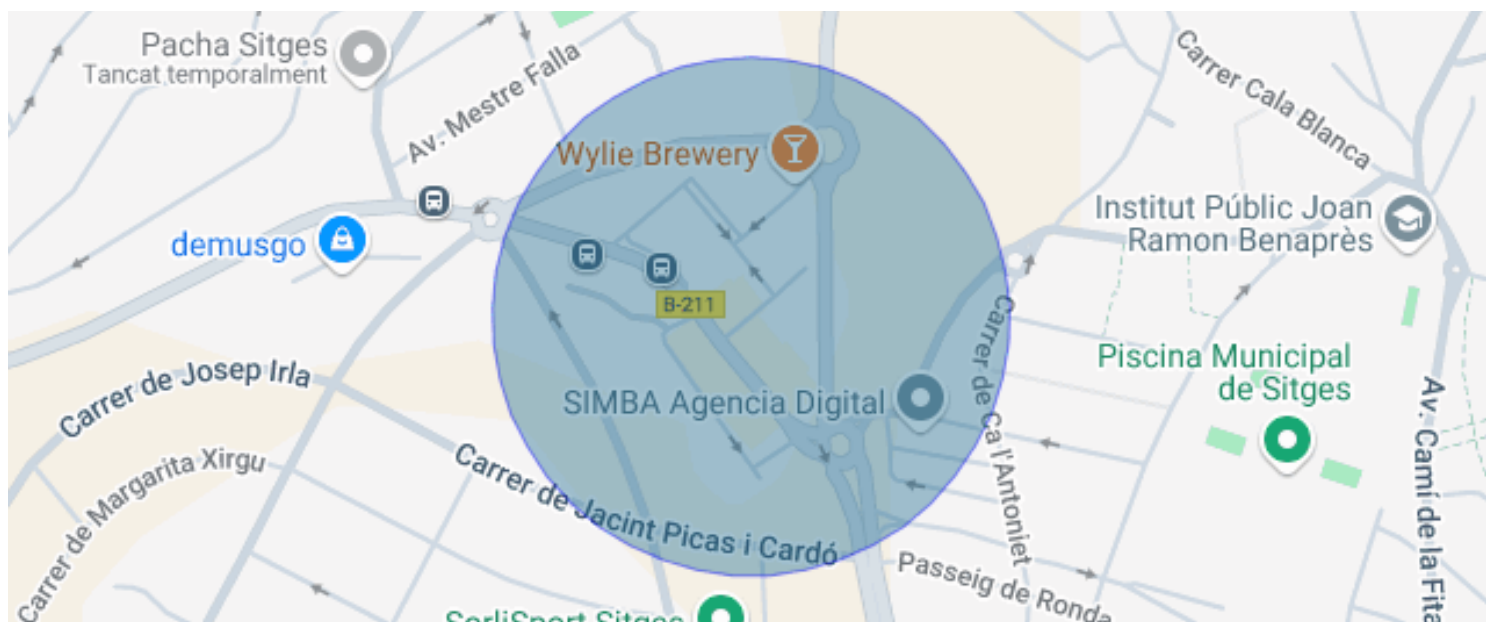 Pacha Sitges
Tancat temporalment
Av. Mestre Falla
Carrer Cala Blanca
Wylie Brewery
Institut Públic Joan
Ramon Benaprès
demusgo
B-211
Carrer de Ca l'Antoniet
Piscina Municipal
de Sitges
Carrer de Josep Irla
SIMBA Agencia Digital
Av. Camí de la Fita
Carrer de Margarita Xirgu
Carrer de Jacint Picas i Cardó
Passeig de Ronda
SerliSport Sitges